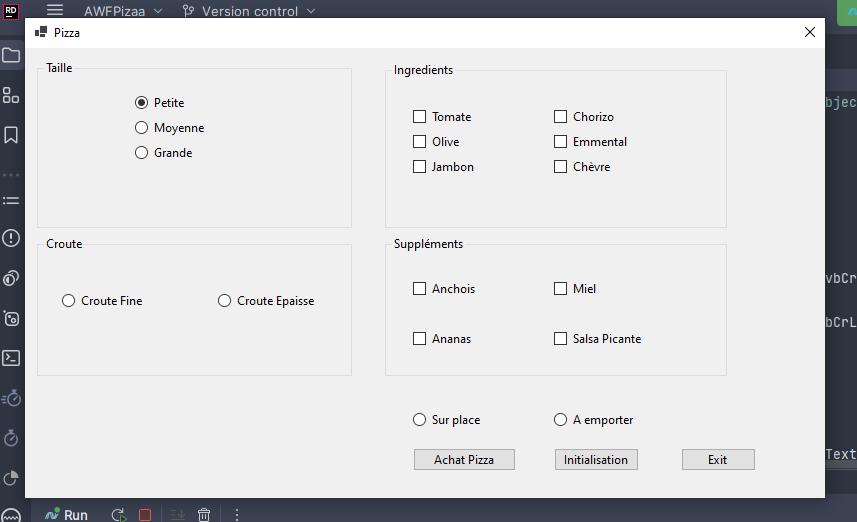 RD
AWFPizaa
Version control
Pizza
Taille
Petite
Moyenne
Grande
Ingredients
Tomate
Chorizo
Olive
Emmental
Jambon
Chèvre
Croute
Croute Fine
Croute Epaisse
Suppléments
Anchois
Miel
Ananas
Salsa Picante
Sur place
A emporter
Achat Pizza
Initialisation
Exit
bjec
vbCr
bCrL
Text
Run